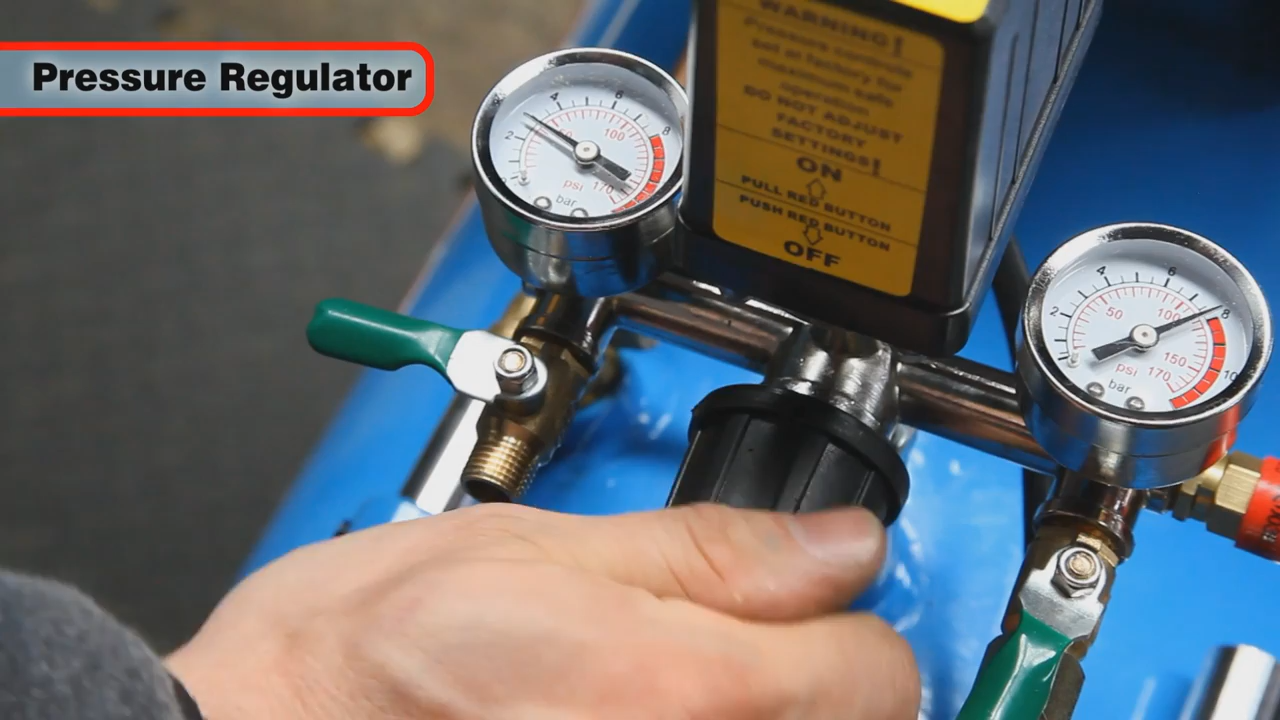 Pressure Regulator
WARNING!
Pressure controls
set at factory for
maximum safe
operation
DO NOT ADJUST
FACTORY
SETTINGS!
ON
PULL RED BUTTON
PUSH RED BUTTON
OFF
2 4 6 8
50 100 170
psi
bar
2 4 6 8 10
50 100 150 170
psi
bar